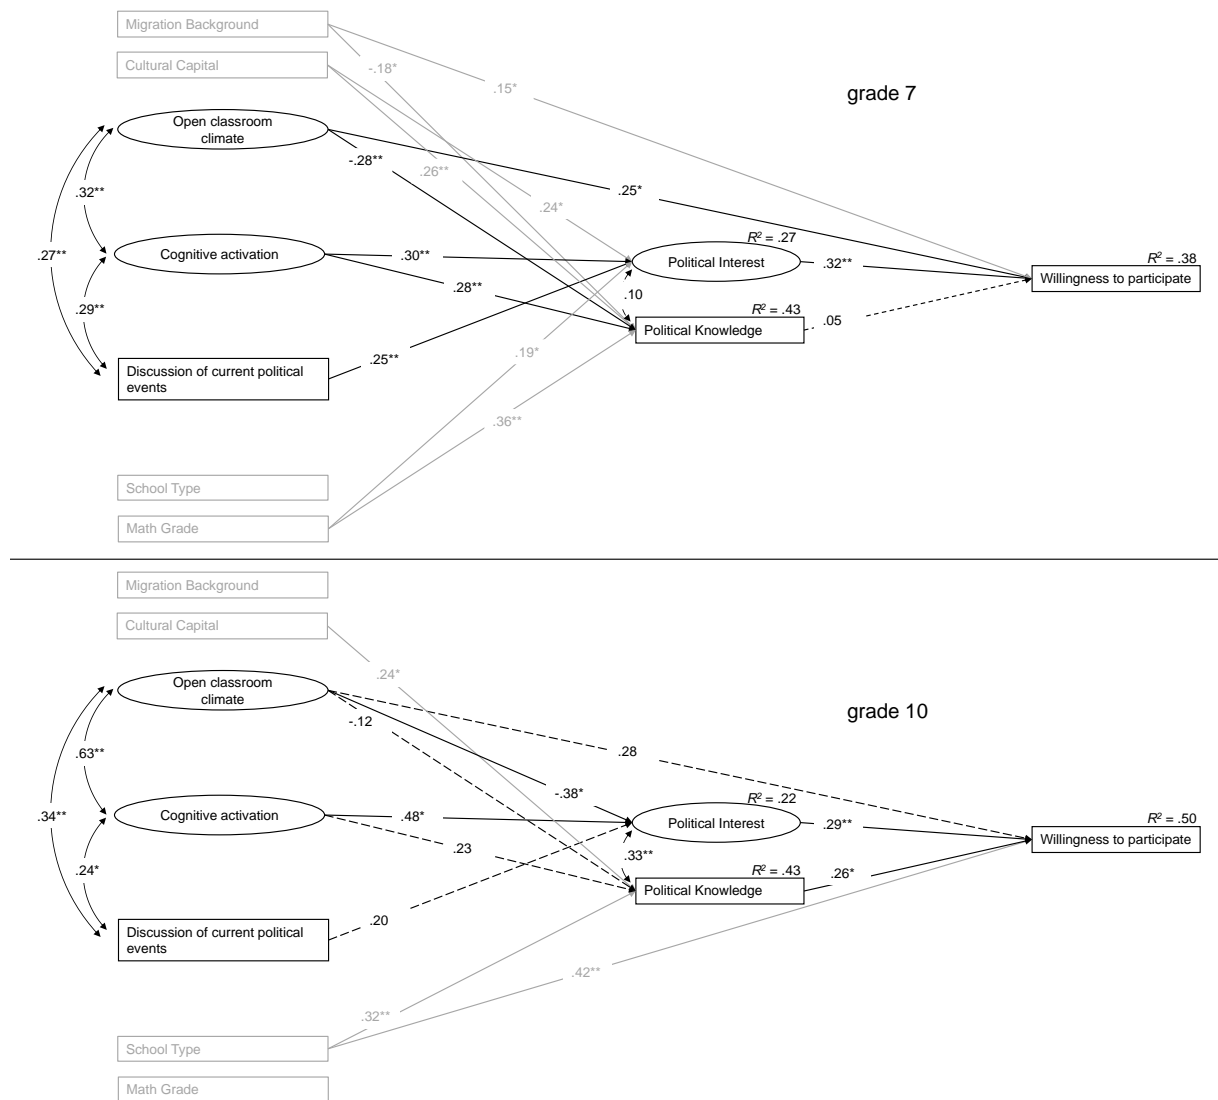 Migration Background
-.18*
Cultural Capital
.15*
grade 7
Open classroom
climate
-.28**
.26**
.32**
.25*
.24*
R² = .27
.27**
Cognitive activation
.30**
Political Interest
.32**
R² = .38
Willingness to participate
.28**
.10
.29**
R² = .43
.05
Political Knowledge
.19*
.25**
Discussion of current political
events
.36**
School Type
Math Grade
Migration Background
Cultural Capital
.24*
Open classroom
climate
grade 10
-.12
.63**
.28
-.38*
R² = .22
.34**
Cognitive activation
.48*
Political Interest
.29**
R² = .50
Willingness to participate
.23
.33**
.24*
R² = .43
.26*
Political Knowledge
.20
Discussion of current political
events
.42**
.32**
School Type
Math Grade